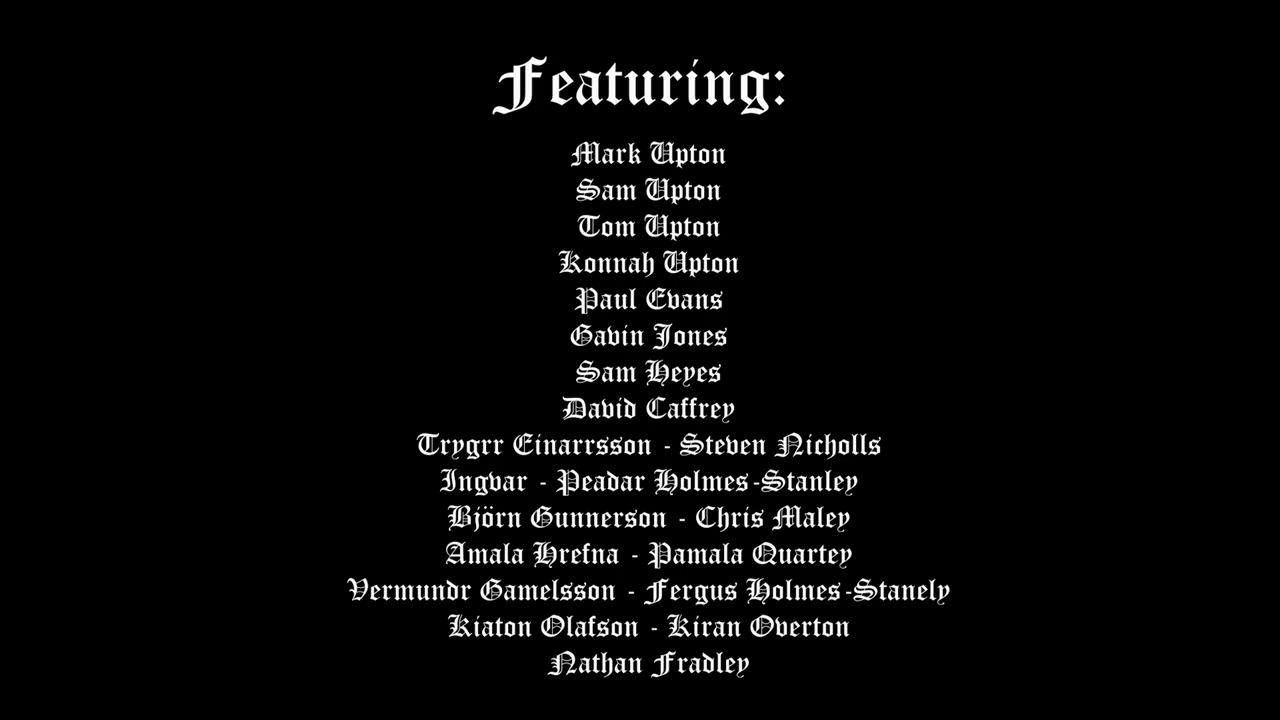 Featuring:
Mark Upton
Sam Upton
Tom Upton
Konnah Upton
Paul Evans
Gavin Jones
Sam Heyes
David Caffrey
Trygrr Einarrsson - Steven Nicholls
Ingvar - Peadar Holmes-Stanley
Björn Gunnerson - Chris Maley
Amala Hrefna - Pamala Quartey
Vermundr Gamelsson - Fergus Holmes-Stanely
Kiaton Olafson - Kiran Overton
Nathan Fradley